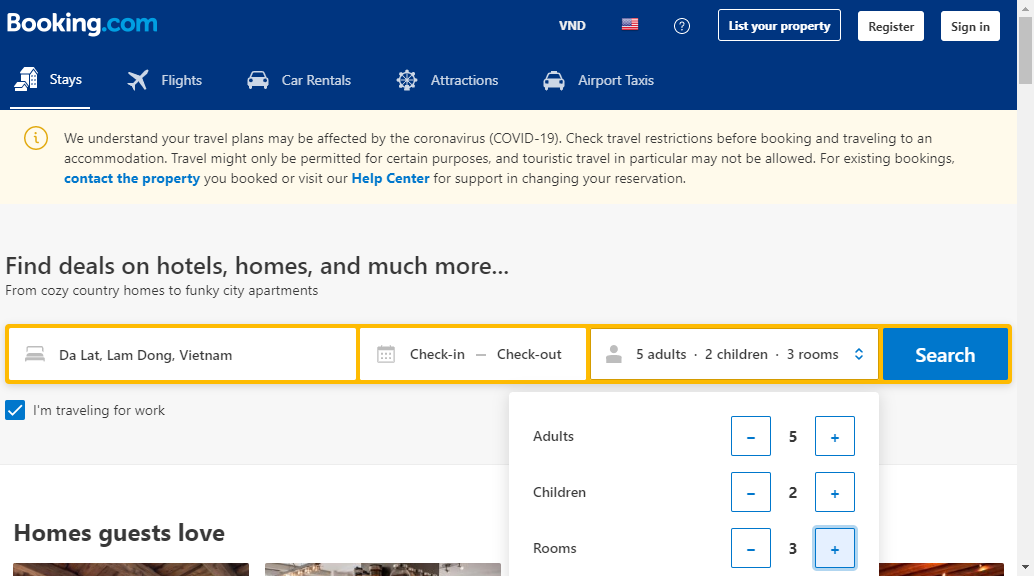 Booking.com
VND
List your property
Register
Sign in
Stays
Flights
Car Rentals
Attractions
Airport Taxis
We understand your travel plans may be affected by the coronavirus (COVID-19). Check travel restrictions before booking and traveling to an
accommodation. Travel might only be permitted for certain purposes, and touristic travel in particular may not be allowed. For existing bookings,
contact the property you booked or visit our Help Center for support in changing your reservation.
Find deals on hotels, homes, and much more...
From cozy country homes to funky city apartments
Da Lat, Lam Dong, Vietnam
Check-in — Check-out
5 adults · 2 children · 3 rooms
Search
I'm traveling for work
Adults − 5 +
Children − 2 +
Rooms − 3 +
Homes guests love